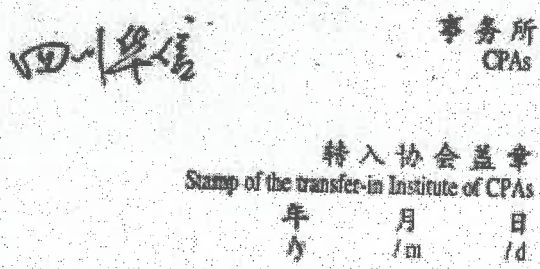 四川华信 事务所
CPAs
转入协会盖章
Stamp of the transfer-in Institute of CPAs
年 月 日
/y /m /d